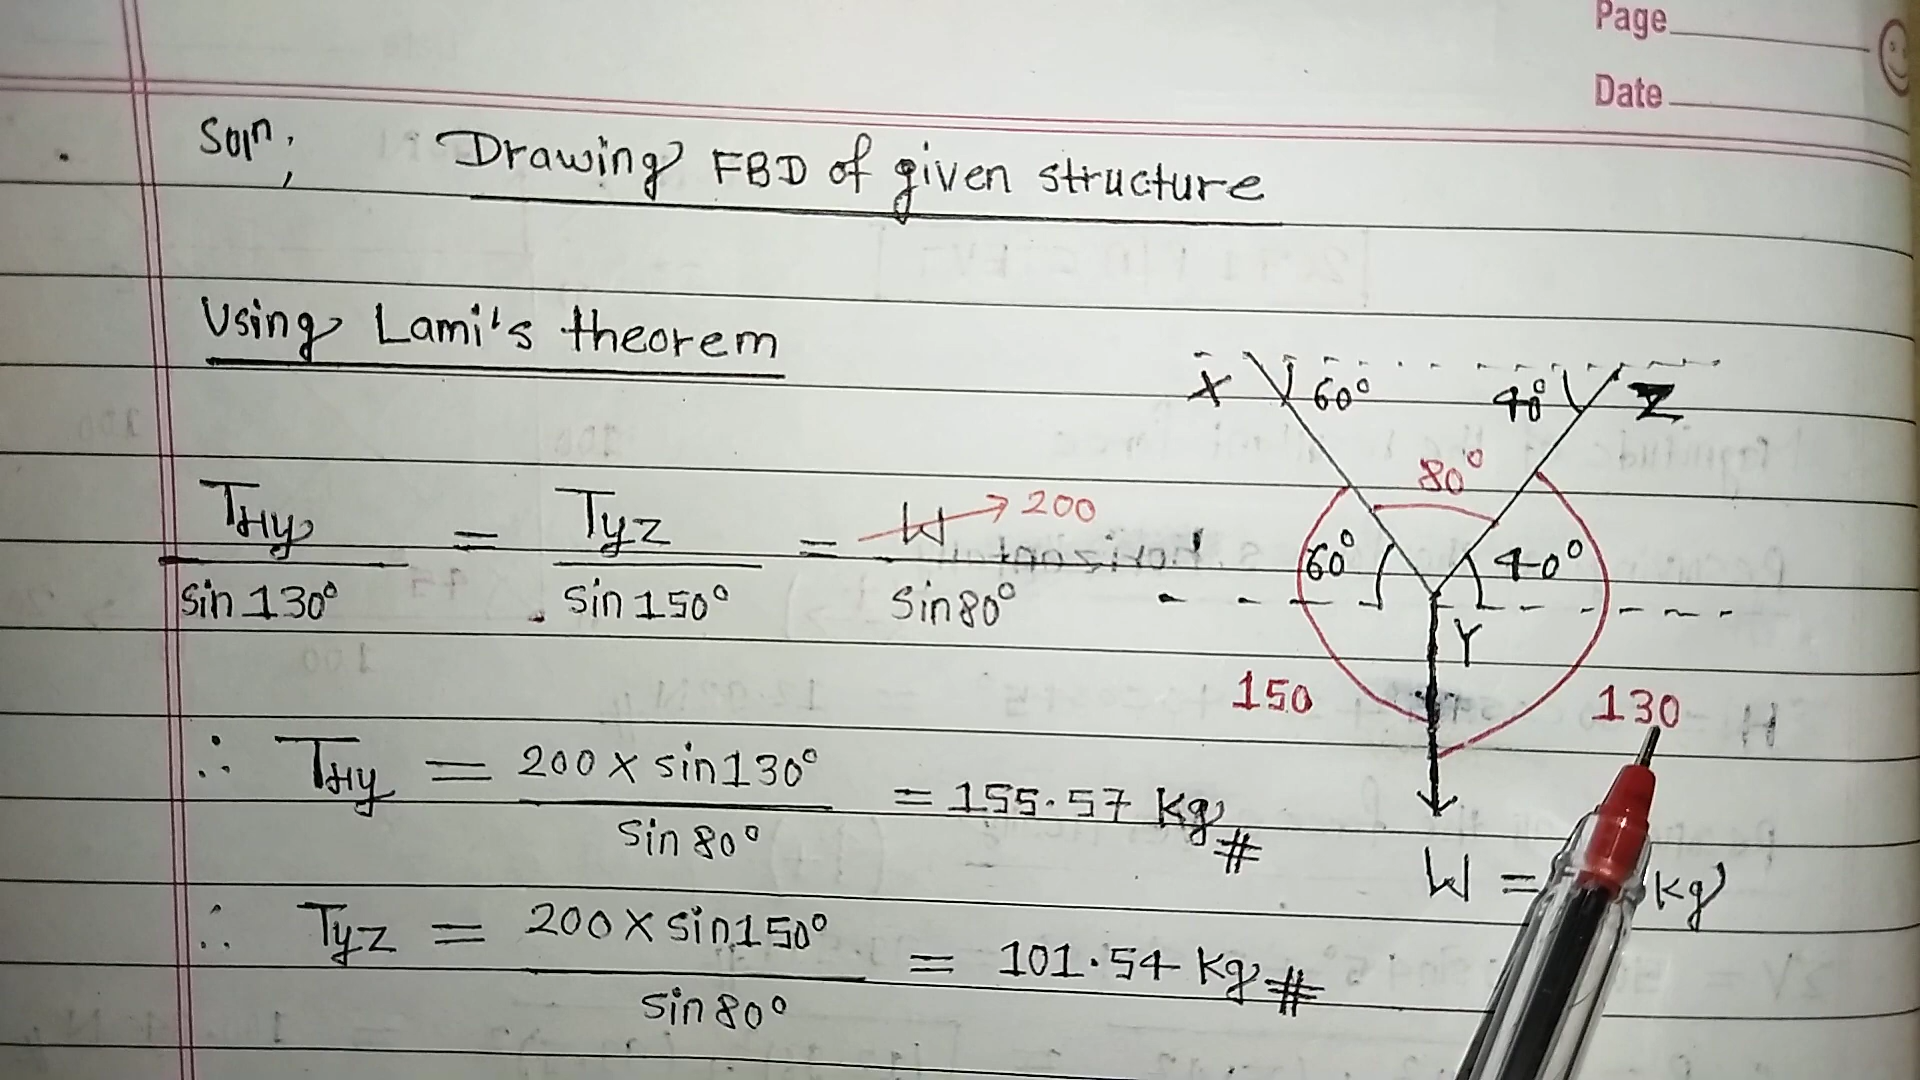 Page
Date
Soln, Drawing FBD of given structure
Using Lami's theorem
X 60° 40° Z
80°
THy / sin 130° = Tyz / sin 150° = W → 200 / sin 80°
60° 40°
Y
150 130
∴ THy = 200 x sin 130° / sin 80° = 155.57 Kg #
W = Kg
∴ Tyz = 200 x sin 150° / sin 80° = 101.54 Kg #